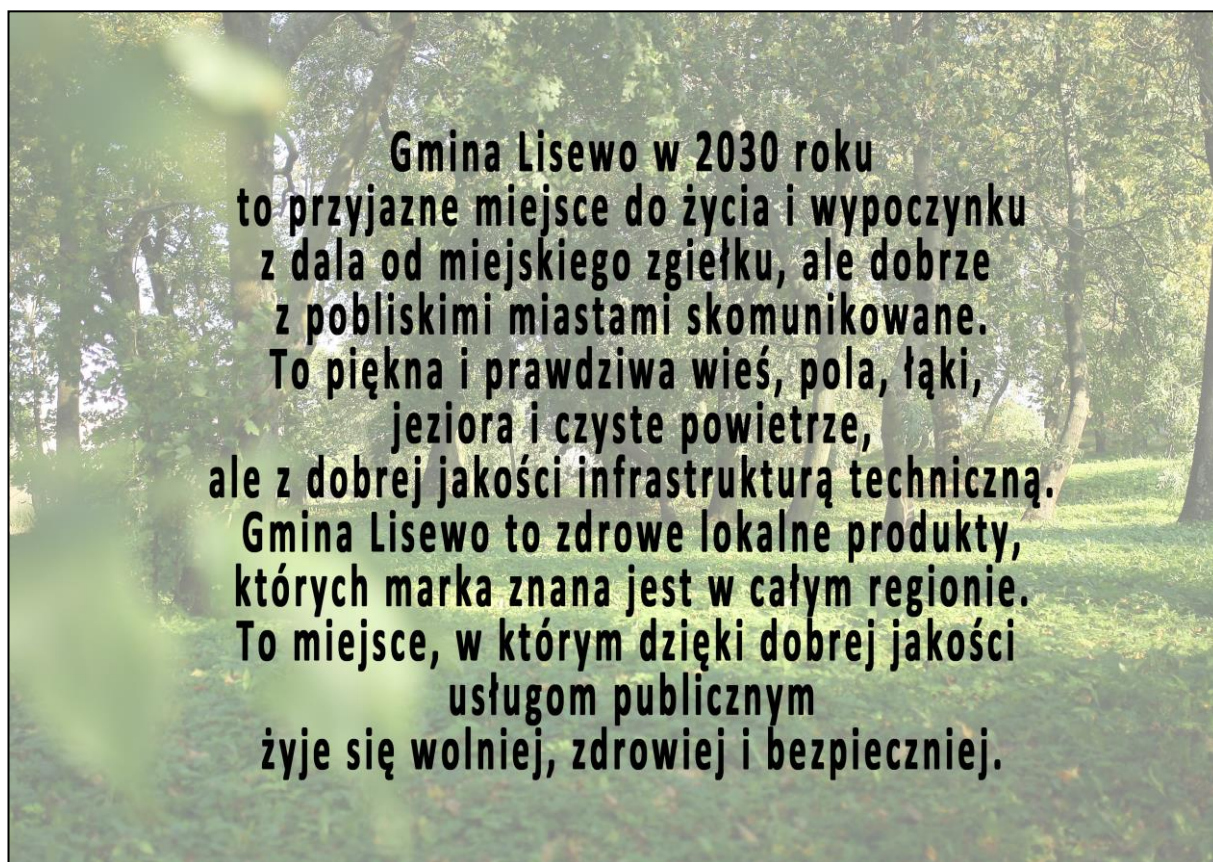 Gmina Lisewo w 2030 roku
to przyjazne miejsce do życia i wypoczynku
z dala od miejskiego zgiełku, ale dobrze
z pobliskimi miastami skomunikowane.
To piękna i prawdziwa wieś, pola, łąki,
jeziora i czyste powietrze,
ale z dobrej jakości infrastrukturą techniczną.
Gmina Lisewo to zdrowe lokalne produkty,
których marka znana jest w całym regionie.
To miejsce, w którym dzięki dobrej jakości
usługom publicznym
żyje się wolniej, zdrowiej i bezpieczniej.